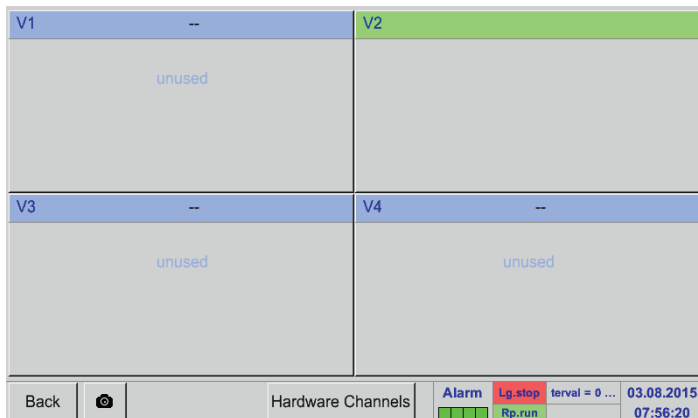 V1 --
V2
unused
V3 --
V4 --
unused
unused
Back
Hardware Channels
Alarm
Lg.stop
terval = 0 ...
03.08.2015
Rp.run
07:56:20